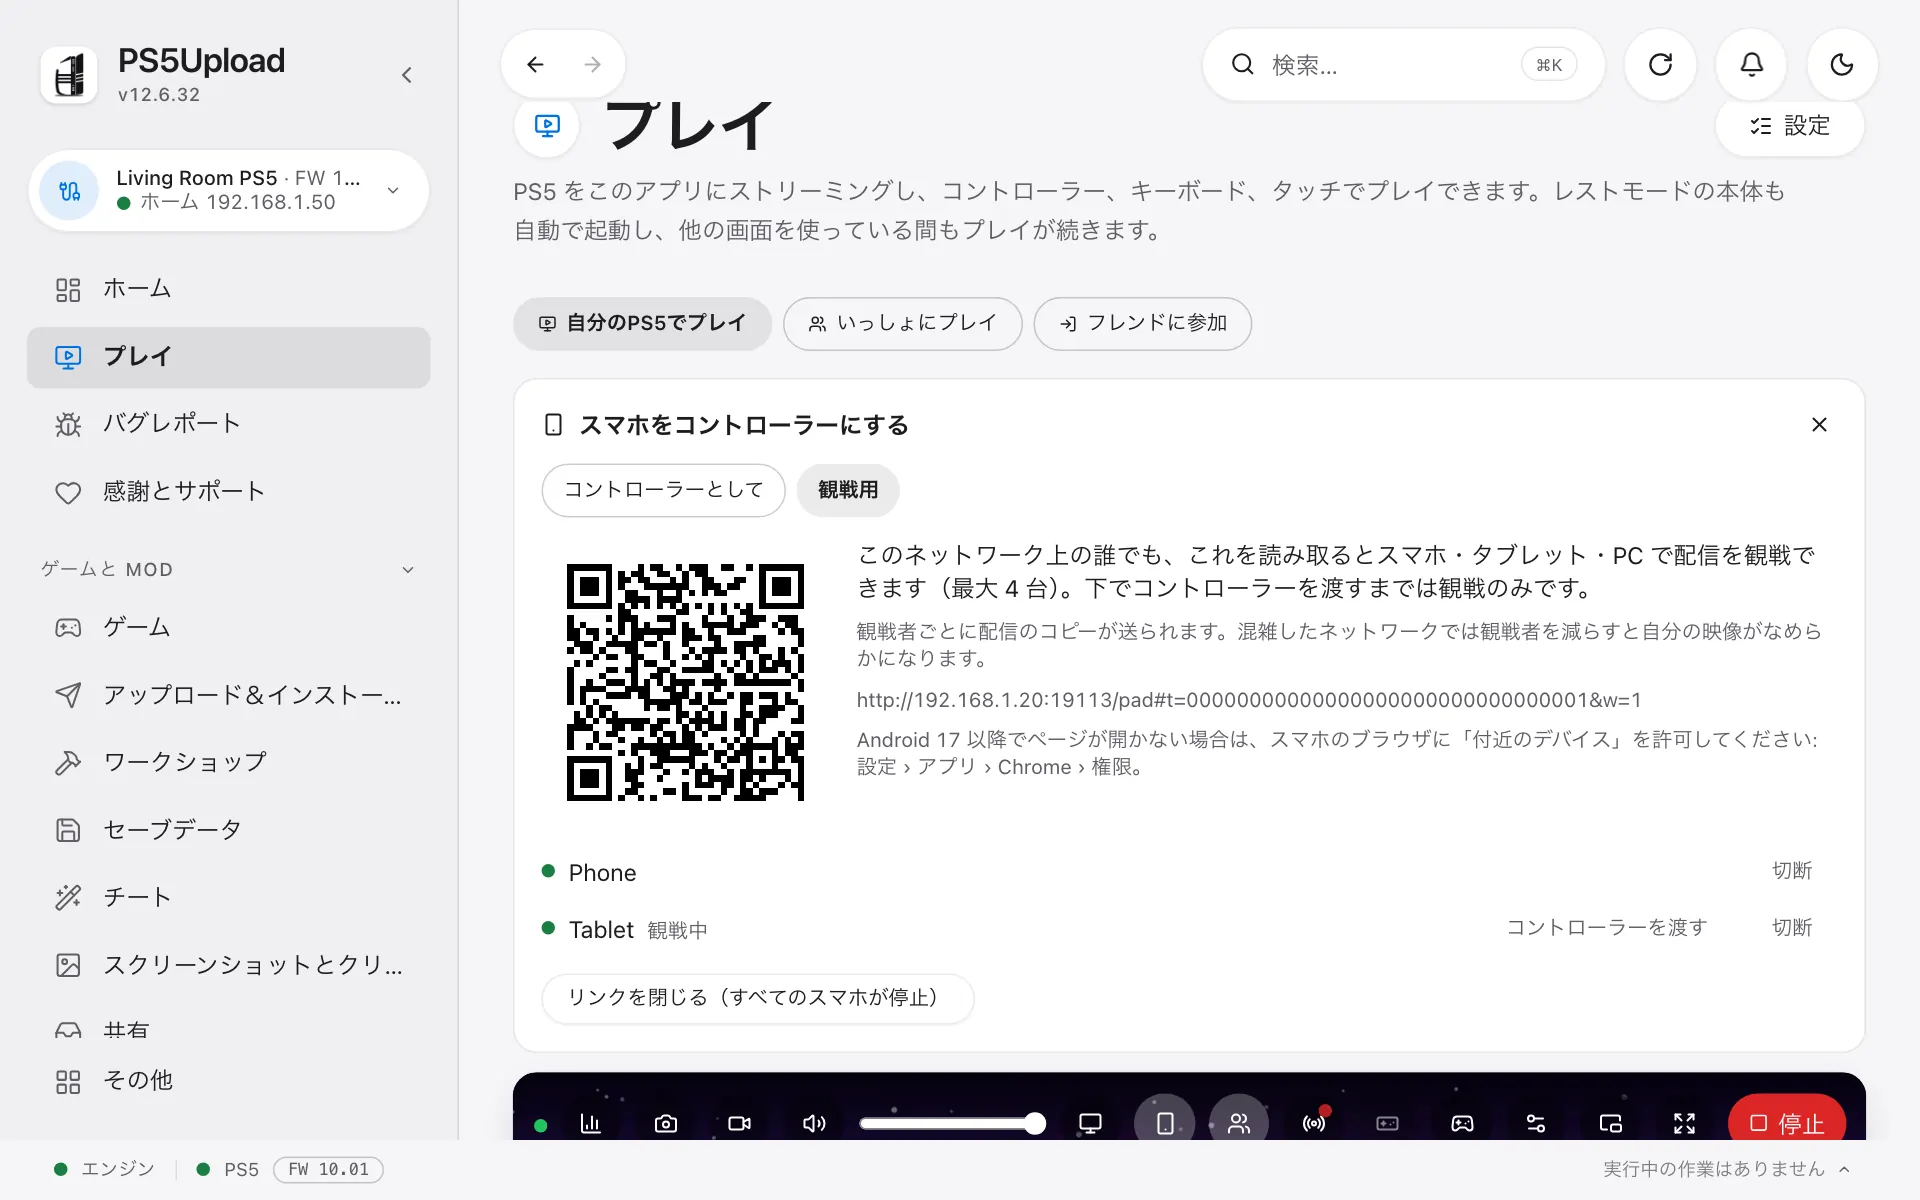 PS5Upload
v12.6.32
Living Room PS5 · FW 1...
ホーム 192.168.1.50
ホーム
プレイ
バグレポート
感謝とサポート
ゲームと MOD
ゲーム
アップロード＆インストー...
ワークショップ
セーブデータ
チート
スクリーンショットとクリ...
共有
その他
検索...
⌘K
プレイ
設定
PS5 をこのアプリにストリーミングし、コントローラー、キーボード、タッチでプレイできます。レストモードの本体も
自動で起動し、他の画面を使っている間もプレイが続きます。
自分のPS5でプレイ
いっしょにプレイ
フレンドに参加
スマホをコントローラーにする
コントローラーとして
観戦用
このネットワーク上の誰でも、これを読み取るとスマホ・タブレット・PC で配信を観戦で
きます（最大 4 台）。下でコントローラーを渡すまでは観戦のみです。
観戦者ごとに配信のコピーが送られます。混雑したネットワークでは観戦者を減らすと自分の映像がなめら
かになります。
http://192.168.1.20:19113/pad#t=00000000000000000000000000000001&w=1
Android 17 以降でページが開かない場合は、スマホのブラウザに「付近のデバイス」を許可してください:
設定 › アプリ › Chrome › 権限。
Phone
切断
Tablet 観戦中
コントローラーを渡す
切断
リンクを閉じる（すべてのスマホが停止）
停止
エンジン
PS5
FW 10.01
実行中の作業はありません